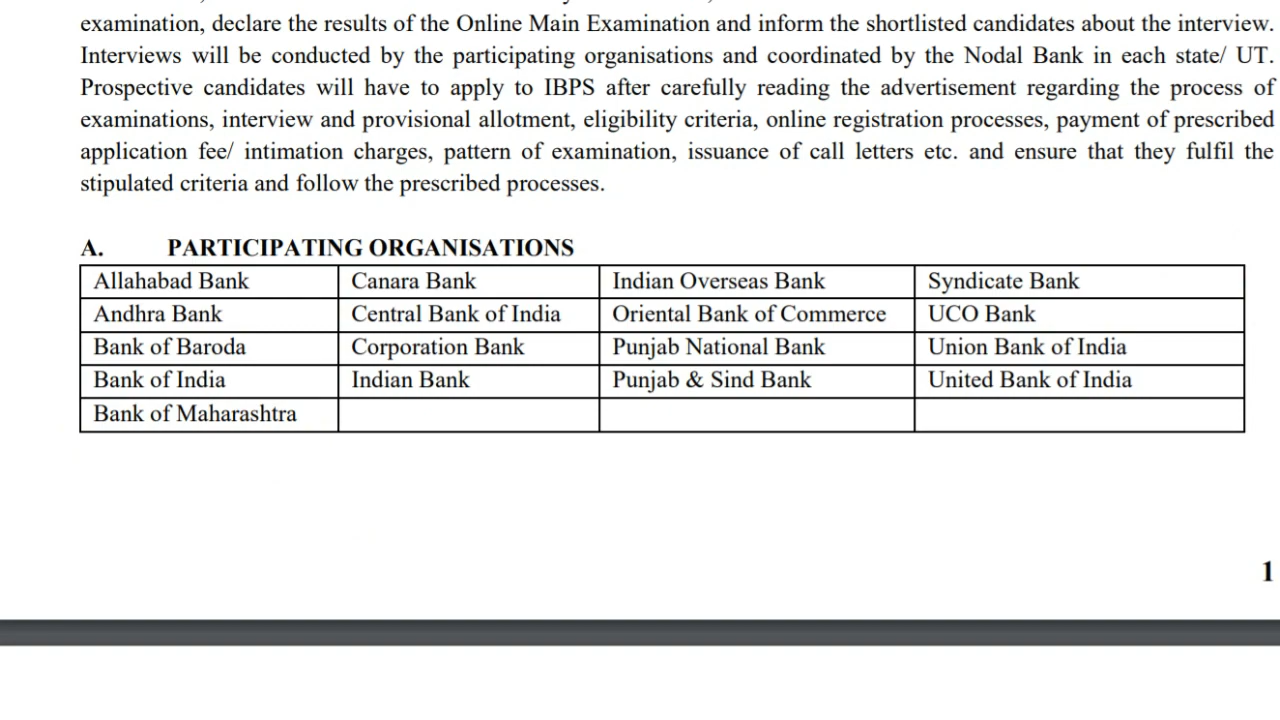 examination, declare the results of the Online Main Examination and inform the shortlisted candidates about the interview.
Interviews will be conducted by the participating organisations and coordinated by the Nodal Bank in each state/ UT.
Prospective candidates will have to apply to IBPS after carefully reading the advertisement regarding the process of
examinations, interview and provisional allotment, eligibility criteria, online registration processes, payment of prescribed
application fee/ intimation charges, pattern of examination, issuance of call letters etc. and ensure that they fulfil the
stipulated criteria and follow the prescribed processes.
A. PARTICIPATING ORGANISATIONS
Allahabad Bank Canara Bank Indian Overseas Bank Syndicate Bank
Andhra Bank Central Bank of India Oriental Bank of Commerce UCO Bank
Bank of Baroda Corporation Bank Punjab National Bank Union Bank of India
Bank of India Indian Bank Punjab & Sind Bank United Bank of India
Bank of Maharashtra
1